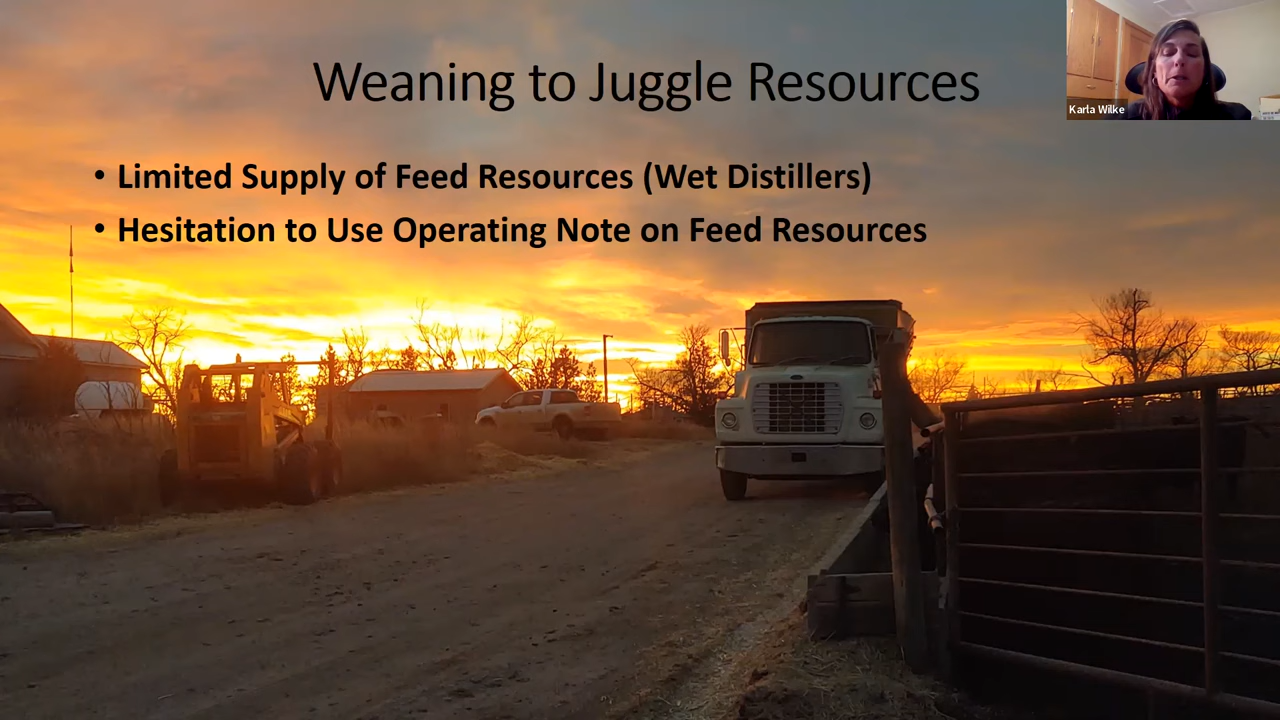 Weaning to Juggle Resources
Karla Wilke
• Limited Supply of Feed Resources (Wet Distillers)
• Hesitation to Use Operating Note on Feed Resources